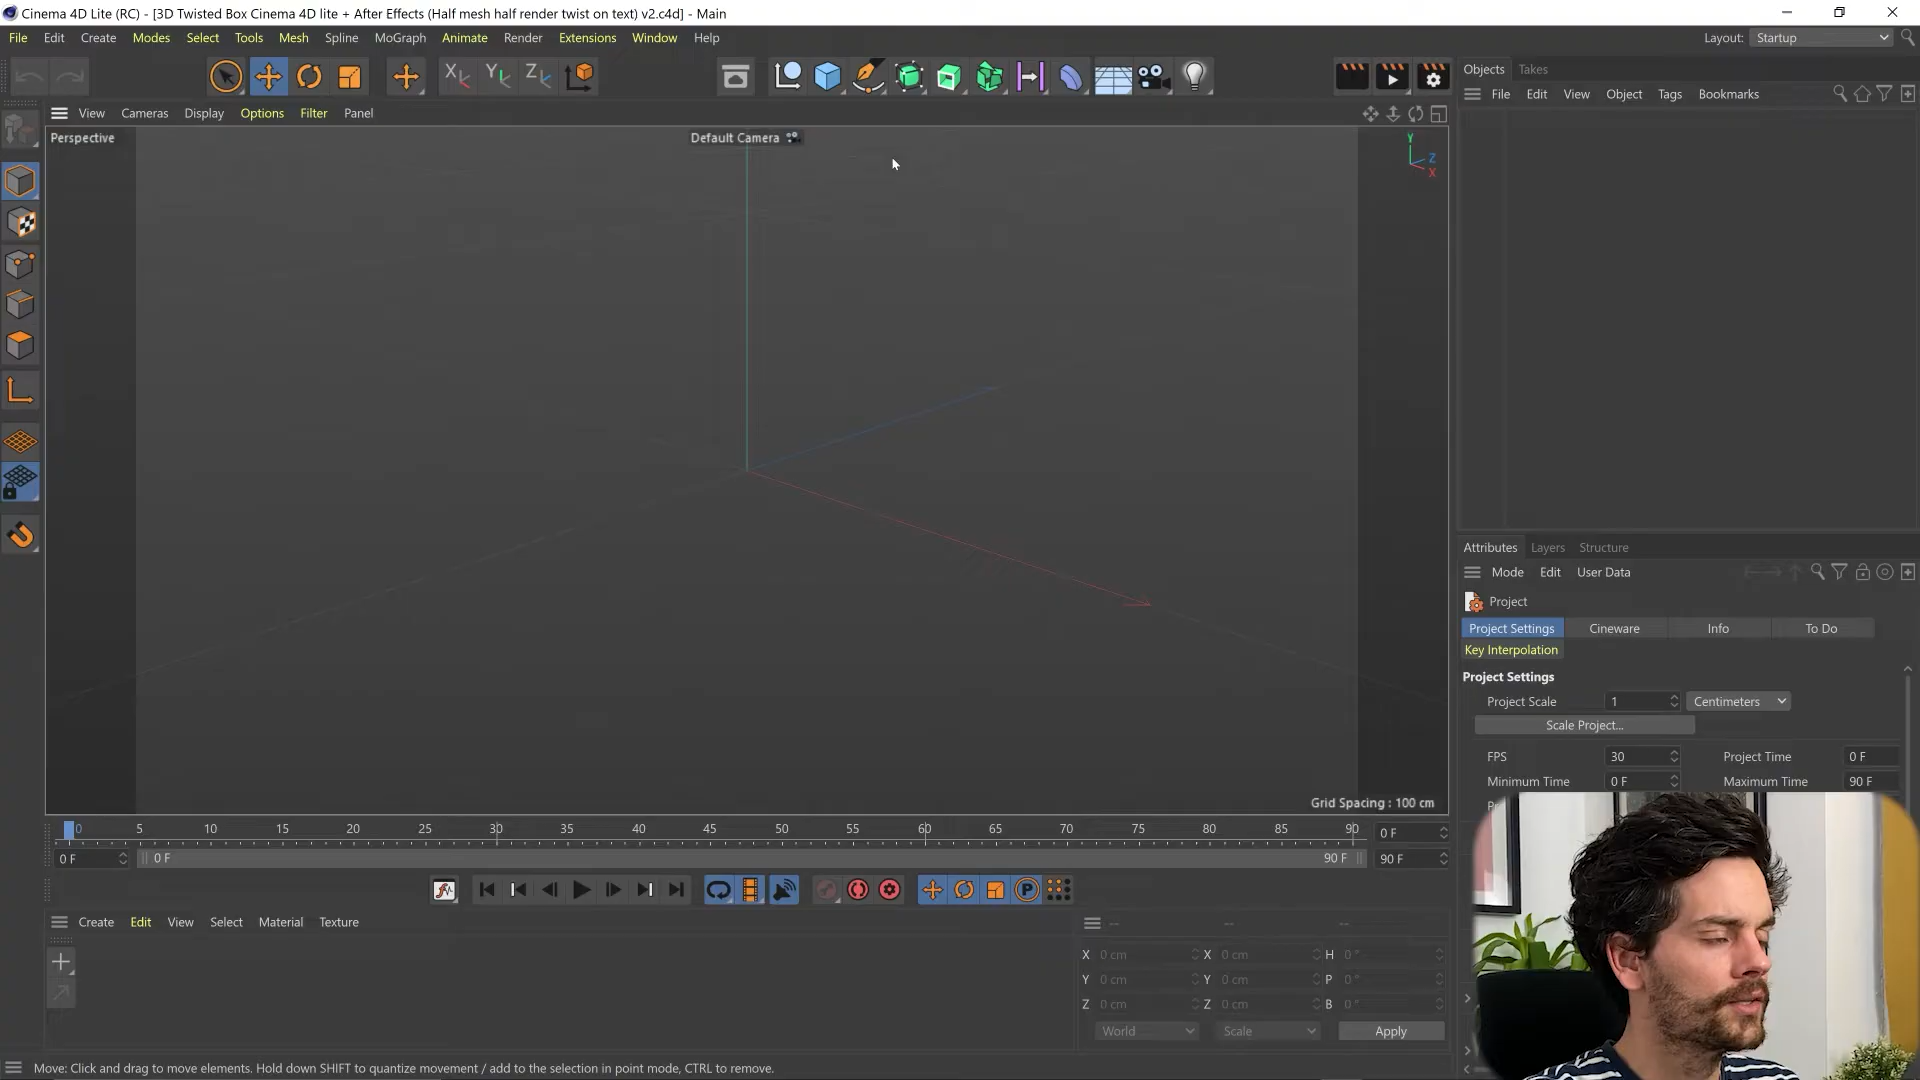 Cinema 4D Lite (RC) - [3D Twisted Box Cinema 4D lite + After Effects (Half mesh half render twist on text) v2.c4d] - Main
File Edit Create Modes Select Tools Mesh Spline MoGraph Render Animate Extensions Window Help
Layout: Startup
X Y Z
Objects Takes
File Edit View Object Tags Bookmarks
View Cameras Display Options Filter Panel
Perspective
Default Camera
Y
Z
X
Grid Spacing : 100 cm
Attributes Layers Structure
Mode Edit User Data
Project
Project Settings Cineware Info To Do
Key Interpolation
Project Settings
Project Scale 1 Centimeters
Scale Project...
FPS 30 Project Time 0 F
Minimum Time 0 F Maximum Time 90 F
0 5 10 15 20 25 30 35 40 45 50 55 60 65 70 75 80 85 90 0 F
0 F 0 F 90 F 90 F
P
Create Edit View Select Material Texture
-- -- --
X 0 cm X 0 cm H 0 °
Y 0 cm Y 0 cm P 0 °
Z 0 cm Z 0 cm B 0 °
World Scale Apply
Move: Click and drag to move elements. Hold down SHIFT to quantize movement / add to the selection in point mode, CTRL to remove.